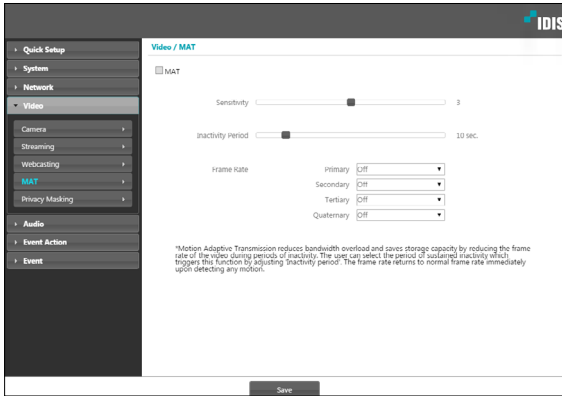 IDIS
Quick Setup
System
Network
Video
Camera
Streaming
Webcasting
MAT
Privacy Masking
Audio
Event Action
Event
Video / MAT
MAT
Sensitivity 3
Inactivity Period 10 sec.
Frame Rate Primary Off
Secondary Off
Tertiary Off
Quaternary Off
*Motion Adaptive Transmission reduces bandwidth overload and saves storage capacity by reducing the frame
rate of the video during periods of inactivity. The user can select the period of sustained inactivity which
triggers this function by adjusting 'Inactivity period'. The frame rate returns to normal frame rate immediately
upon detecting any motion.
Save